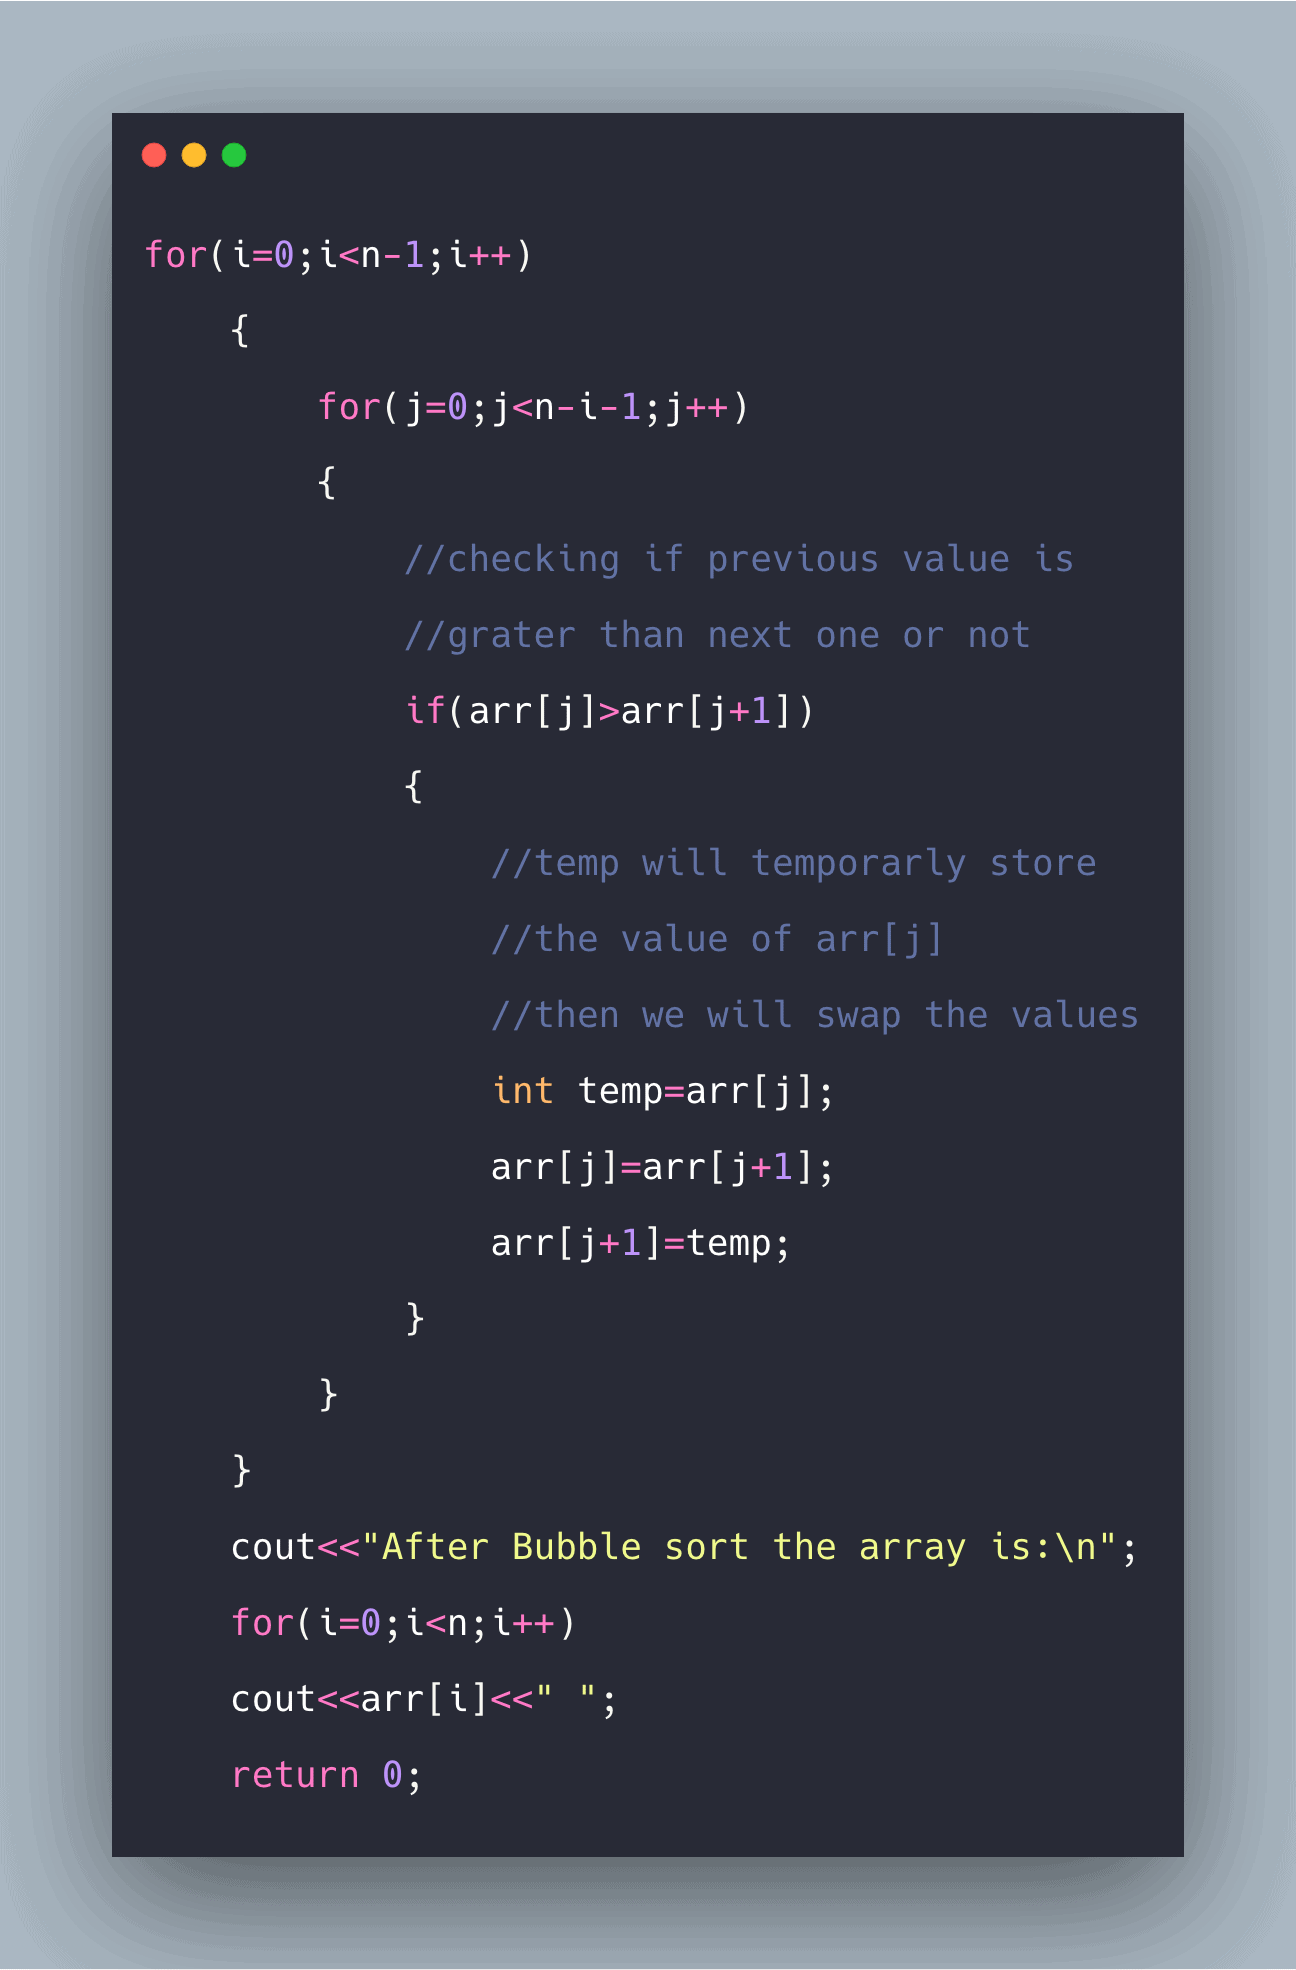 for(i=0;i<n-1;i++)
    {
        for(j=0;j<n-i-1;j++)
        {
            //checking if previous value is
            //grater than next one or not
            if(arr[j]>arr[j+1])
            {
                //temp will temporarly store
                //the value of arr[j]
                //then we will swap the values
                int temp=arr[j];
                arr[j]=arr[j+1];
                arr[j+1]=temp;
            }
        }
    }
    cout<<"After Bubble sort the array is:\n";
    for(i=0;i<n;i++)
    cout<<arr[i]<<" ";
    return 0;